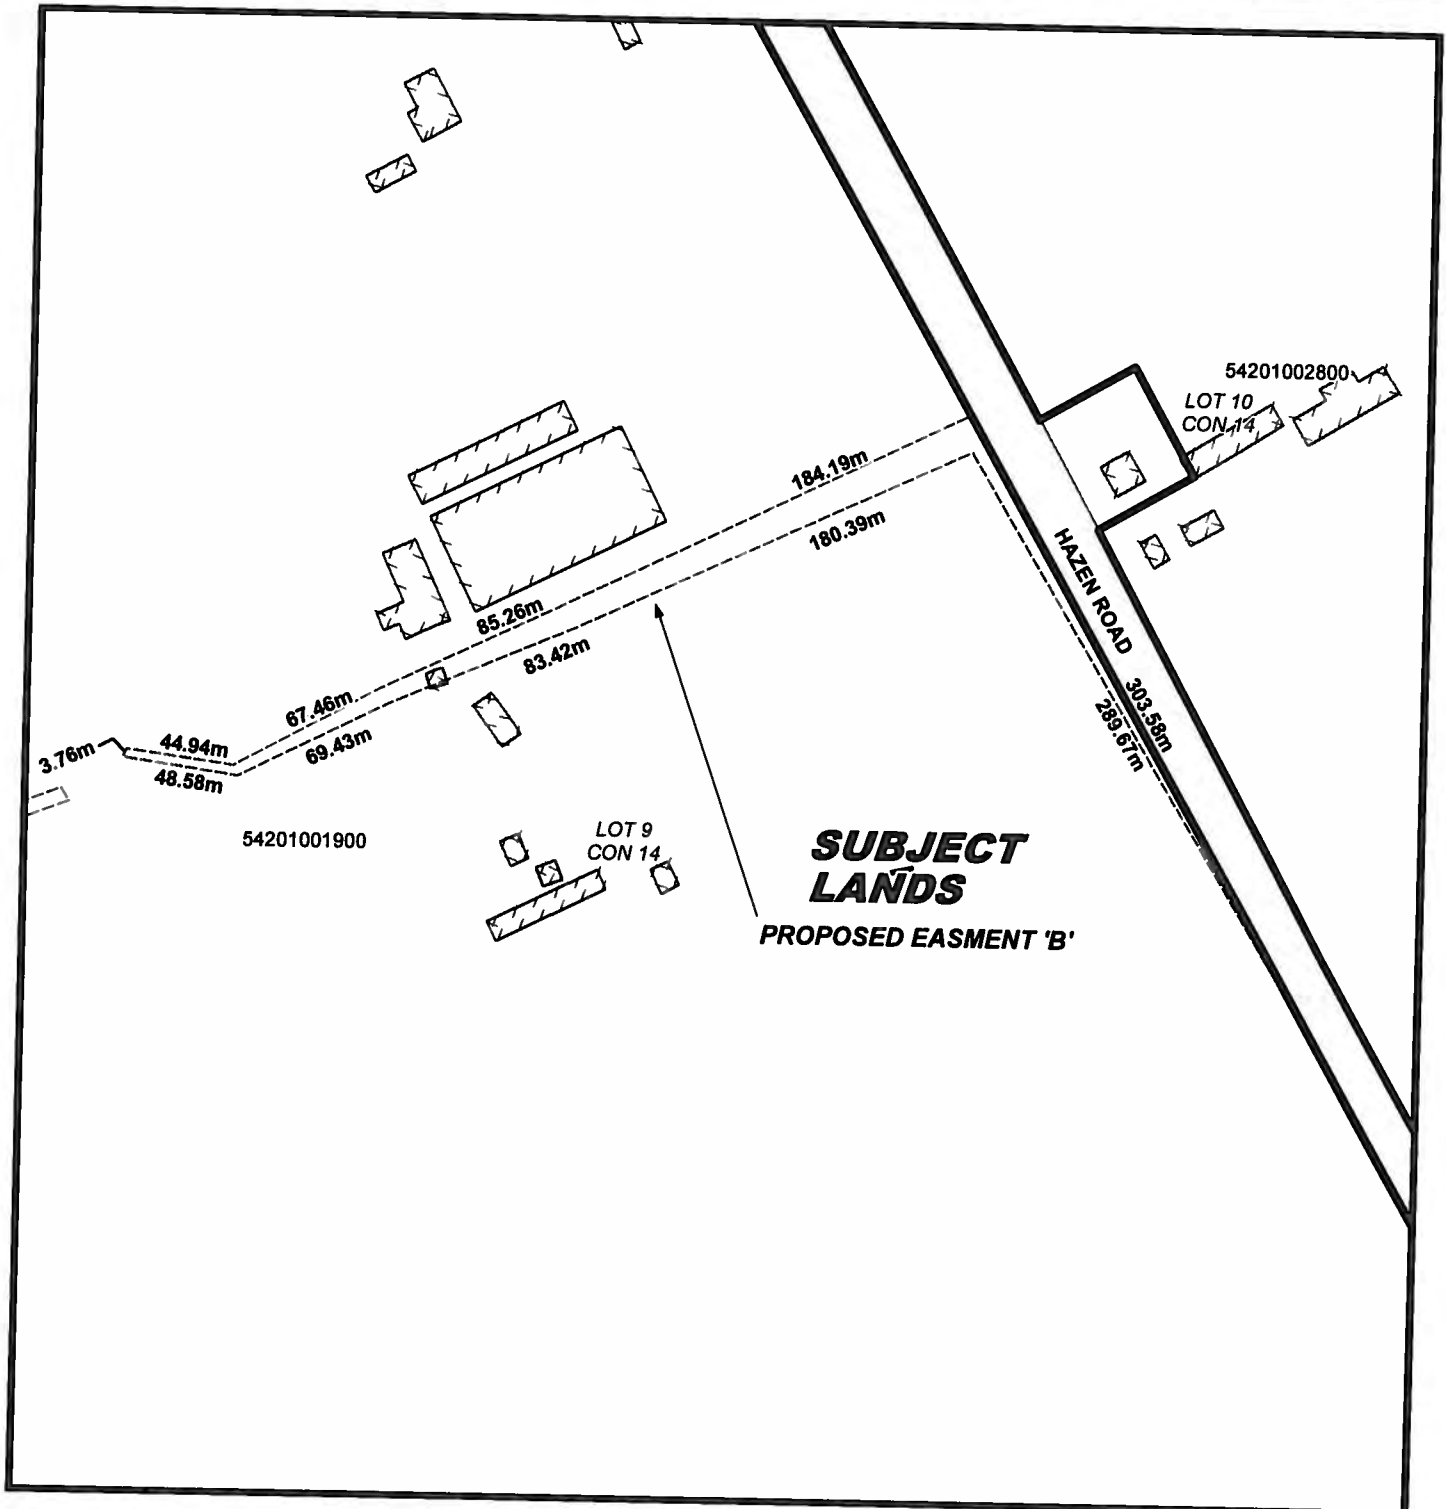 54201002800
LOT 10
CON 14
184.19m
180.39m
HAZEN ROAD
85.26m
83.42m
303.58m
289.67m
67.46m
69.43m
44.94m
3.76m
48.58m
54201001900
LOT 9
CON 14
SUBJECT
LANDS
PROPOSED EASMENT 'B'